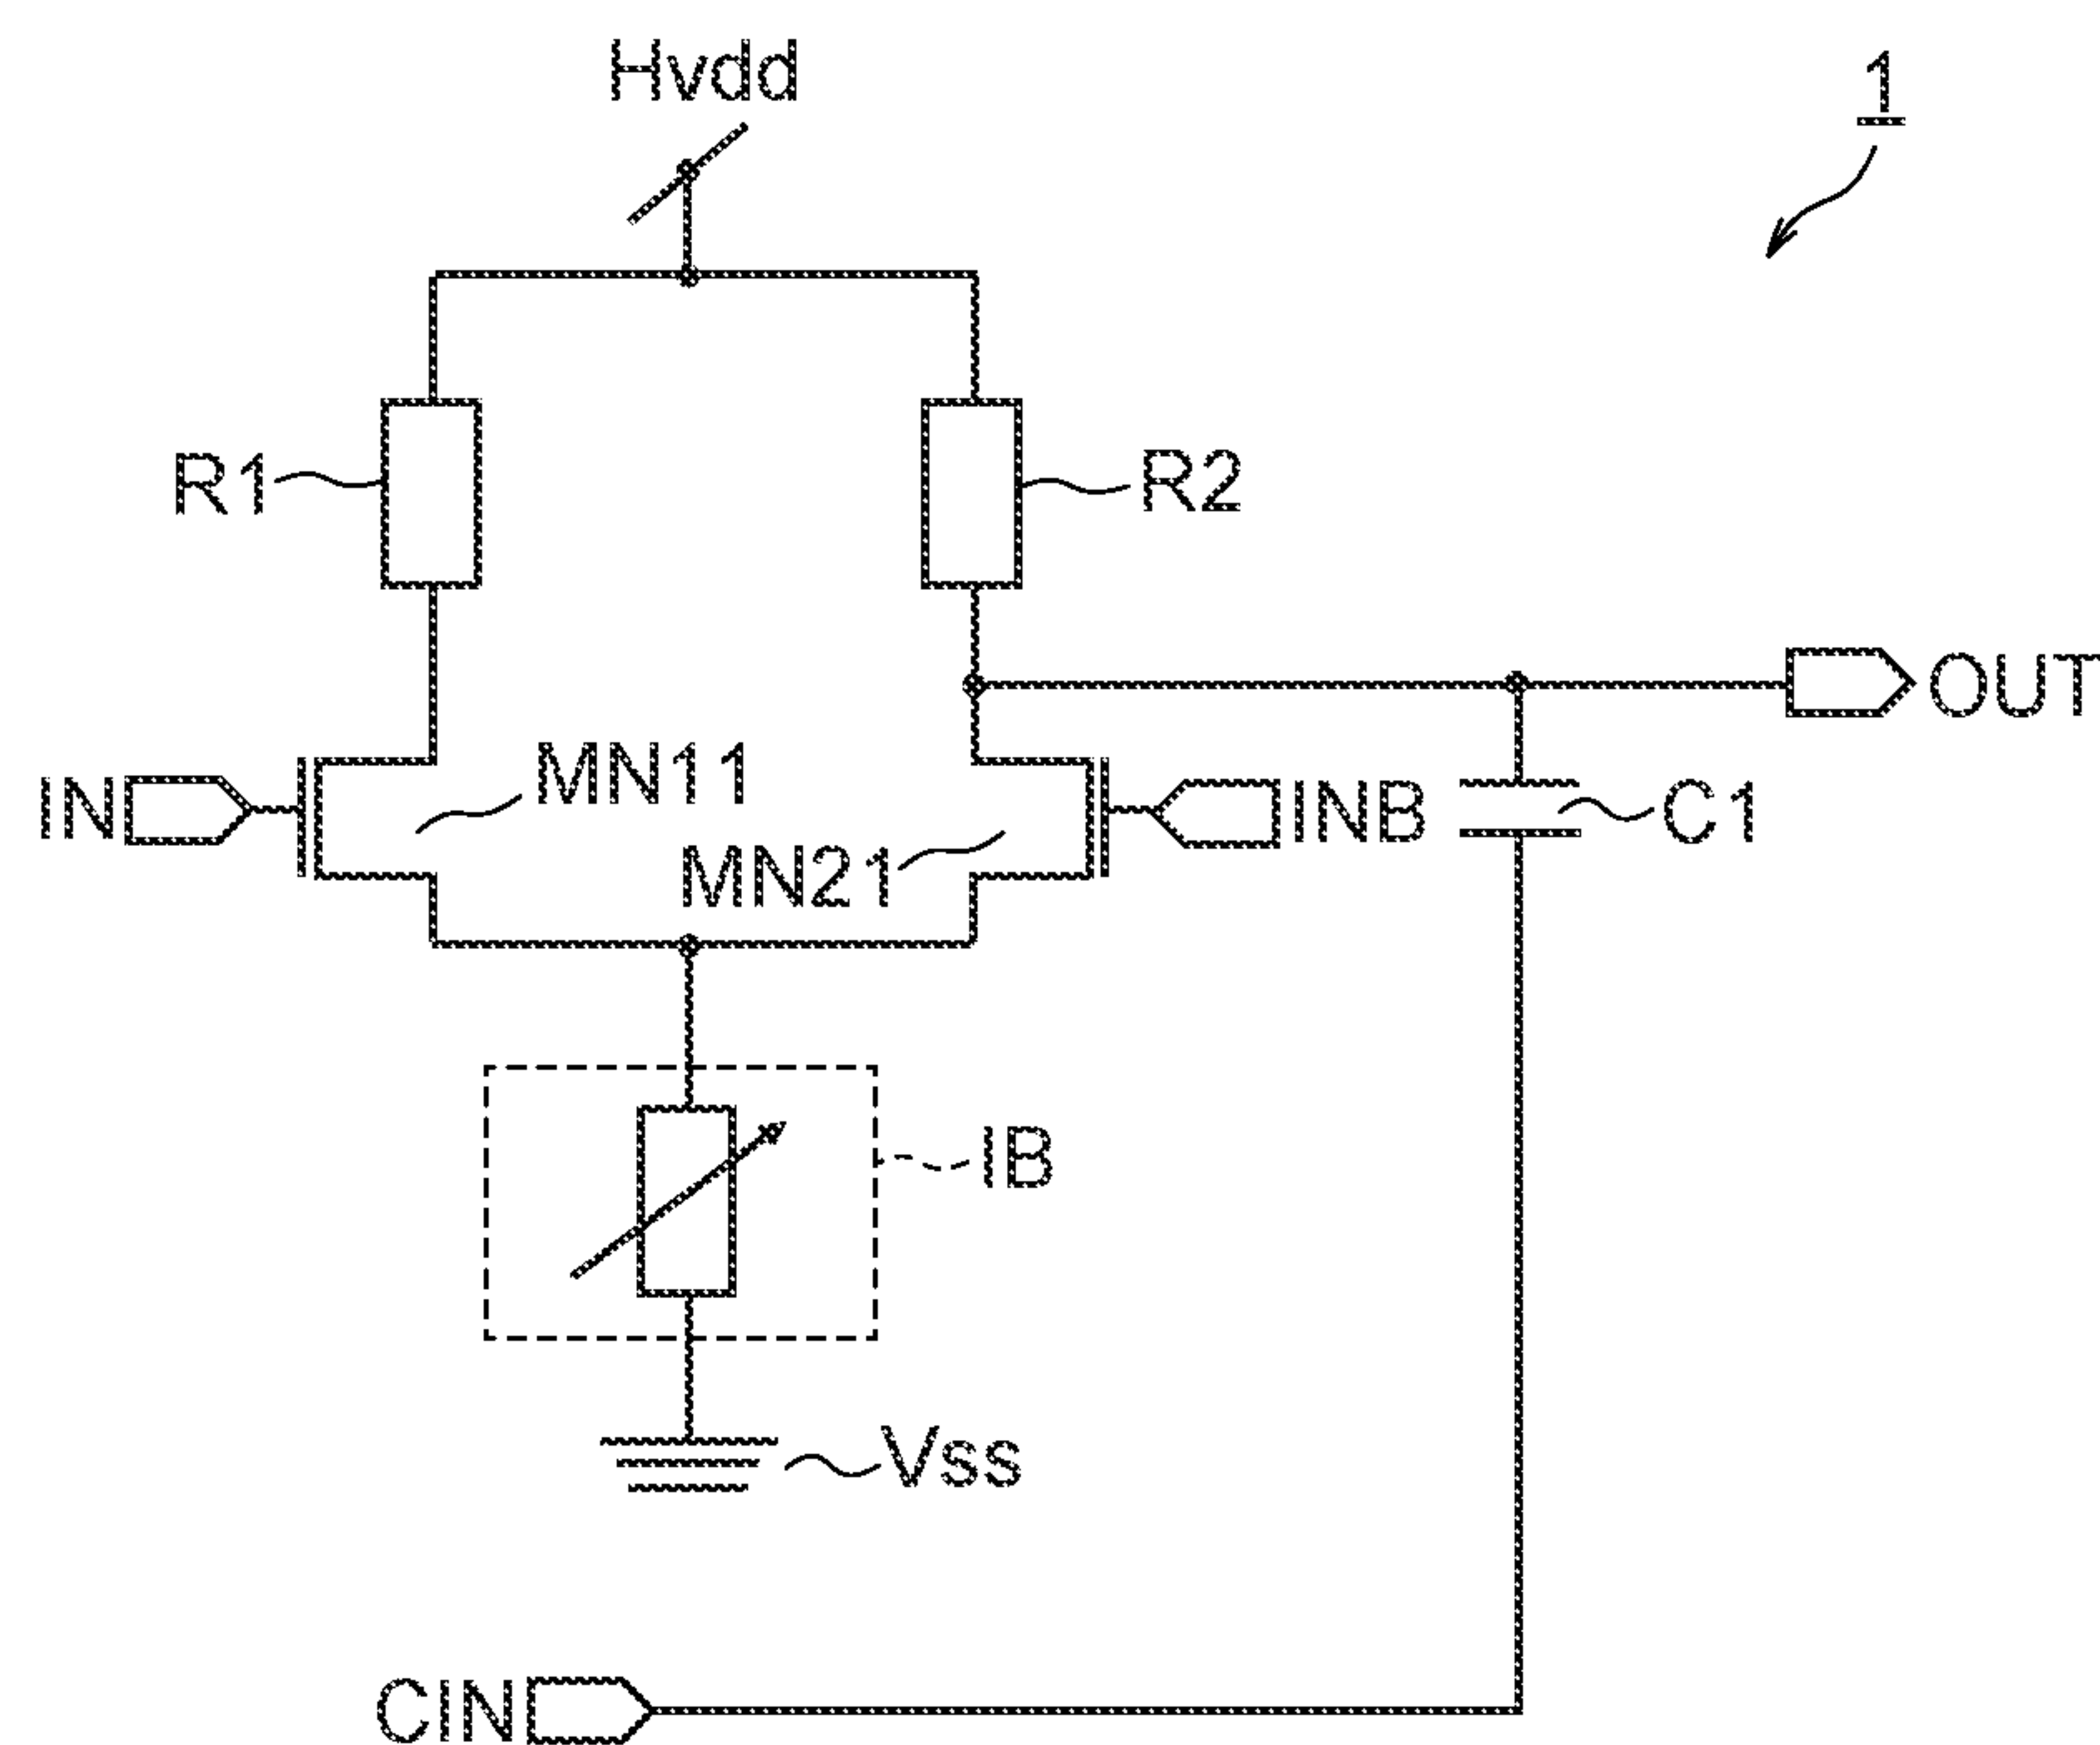 Hvdd
1
R1
R2
OUT
IN
MN11
MN21
INB
C1
IB
Vss
CIN